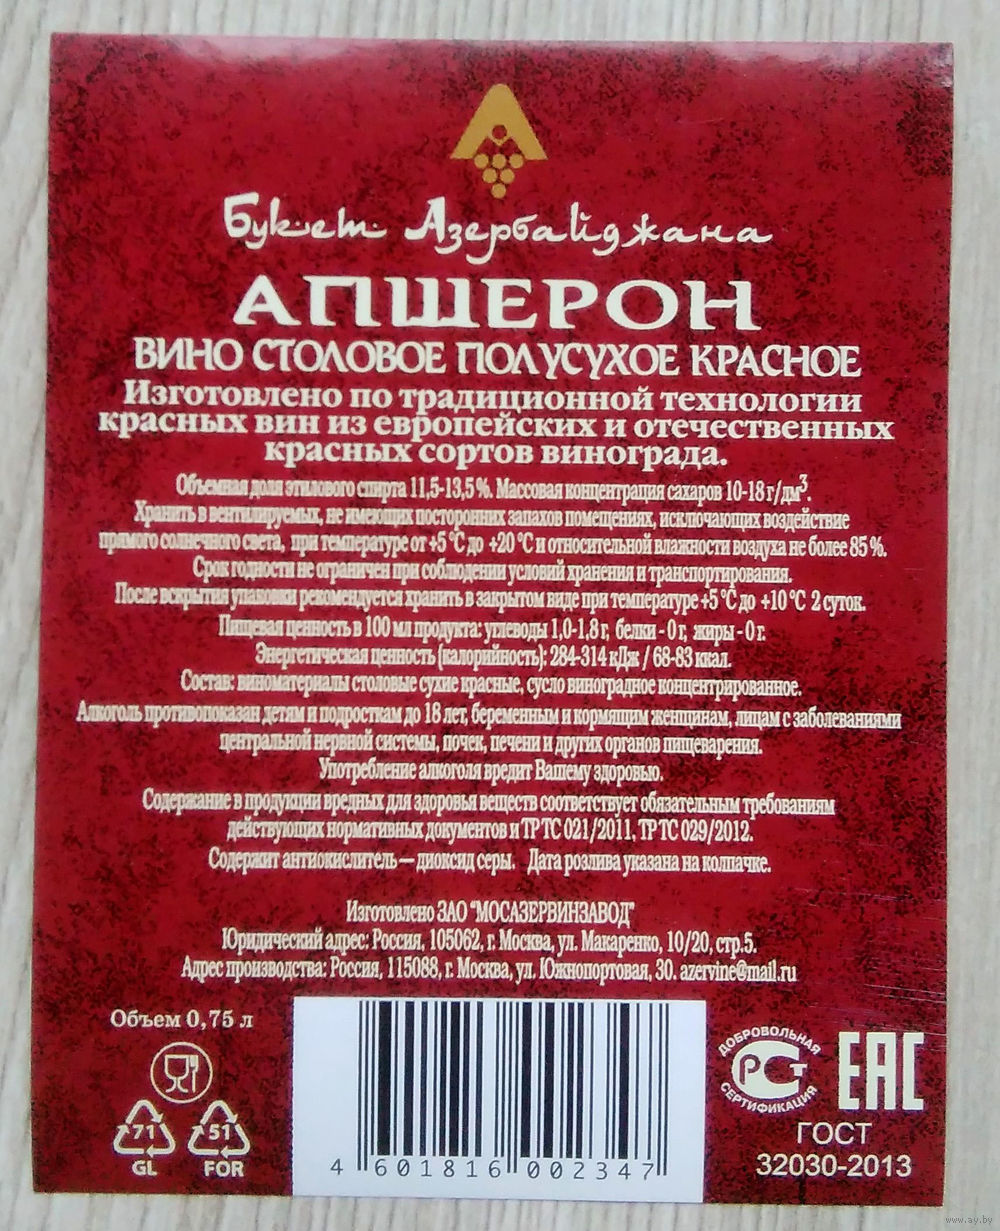 Букет Азербайджана
АПШЕРОН
ВИНО СТОЛОВОЕ ПОЛУСУХОЕ КРАСНОЕ
Изготовлено по традиционной технологии
красных вин из европейских и отечественных
красных сортов винограда.
Объемная доля этилового спирта 11,5-13,5%. Массовая концентрация сахаров 10-18 г/дм³.
Хранить в вентилируемых, не имеющих посторонних запахов помещениях, исключающих воздействие
прямого солнечного света, при температуре от +5 °С до +20 °С и относительной влажности воздуха не более 85 %.
Срок годности не ограничен при соблюдении условий хранения и транспортирования.
После вскрытия упаковки рекомендуется хранить в закрытом виде при температуре +5 °С до +10 °С 2 суток.
Пищевая ценность в 100 мл продукта: углеводы 1,0-1,8 г, белки - 0 г, жиры - 0 г.
Энергетическая ценность (калорийность): 284-314 кДж / 68-83 ккал.
Состав: виноматериалы столовые сухие красные, сусло виноградное концентрированное.
Алкоголь противопоказан детям и подросткам до 18 лет, беременным и кормящим женщинам, лицам с заболеваниями
центральной нервной системы, почек, печени и других органов пищеварения.
Употребление алкоголя вредит Вашему здоровью.
Содержание в продукции вредных для здоровья веществ соответствует обязательным требованиям
действующих нормативных документов и ТР ТС 021/2011, ТР ТС 029/2012.
Содержит антиокислитель — диоксид серы. Дата розлива указана на колпачке.
Изготовлено ЗАО "МОСАЗЕРВИНЗАВОД"
Юридический адрес: Россия, 105062, г. Москва, ул. Макаренко, 10/20, стр.5.
Адрес производства: Россия, 115088, г. Москва, ул. Южнопортовая, 30. azervine@mail.ru
Объем 0,75 л
71
GL
51
FOR
4 601816 002347
ДОБРОВОЛЬНАЯ
РСТ
СЕРТИФИКАЦИЯ
ЕАС
ГОСТ
32030-2013
www.ay.by